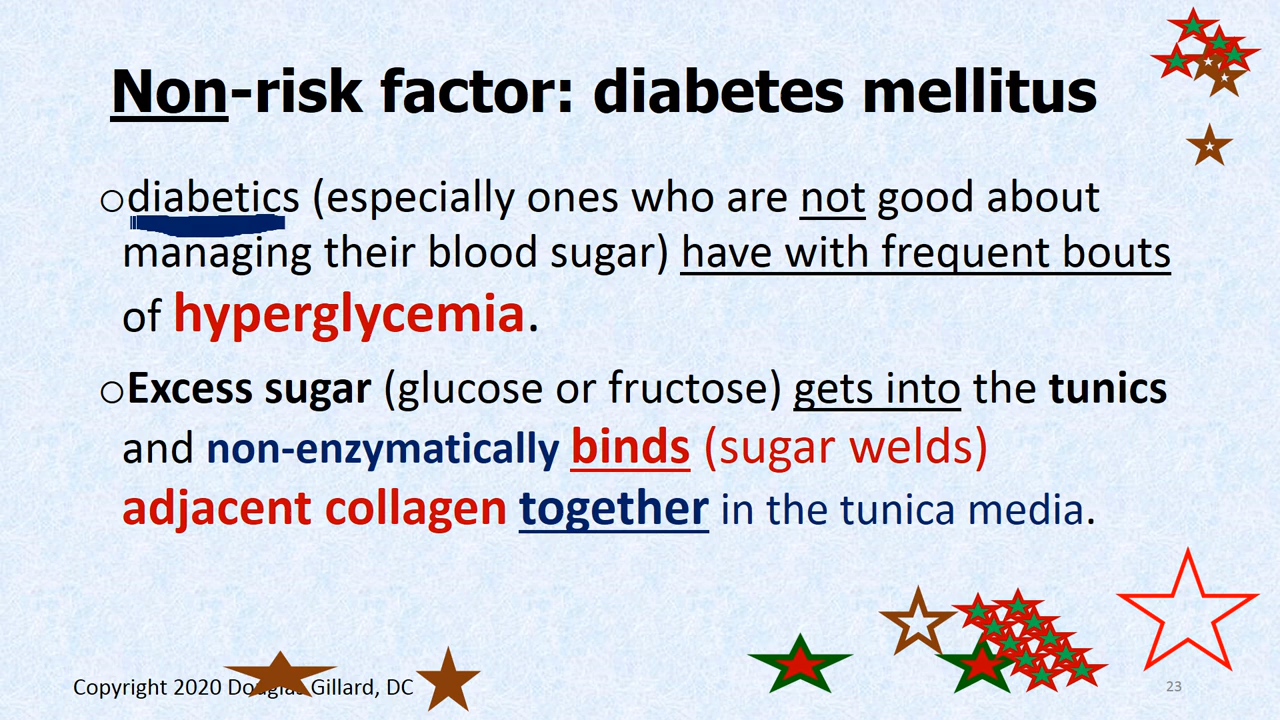 Non-risk factor: diabetes mellitus
○diabetics (especially ones who are not good about
managing their blood sugar) have with frequent bouts
of hyperglycemia.
○Excess sugar (glucose or fructose) gets into the tunics
and non-enzymatically binds (sugar welds)
adjacent collagen together in the tunica media.
Copyright 2020 Douglas Gillard, DC
23